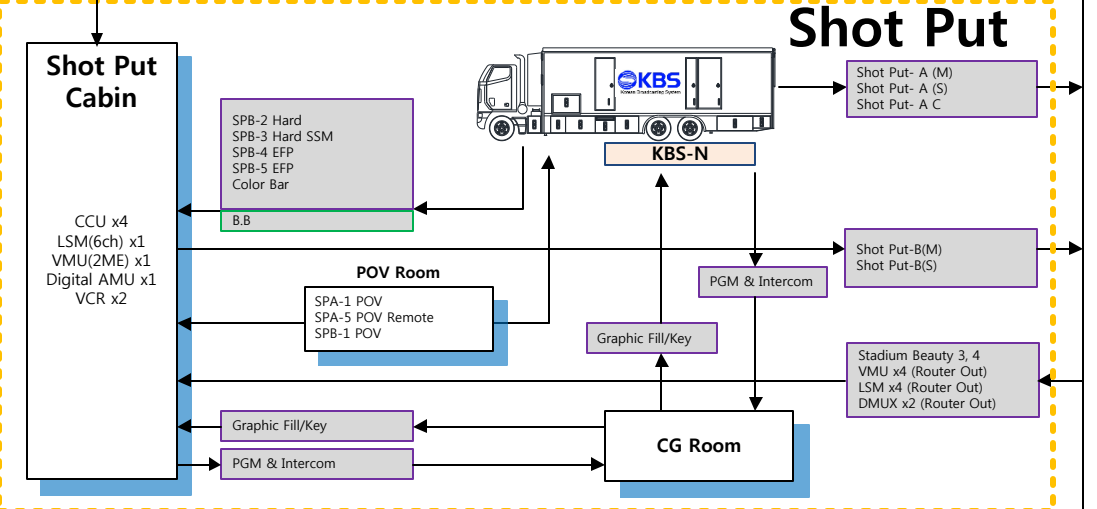 Shot Put
Shot Put
Cabin
CCU x4
LSM(6ch) x1
VMU(2ME) x1
Digital AMU x1
VCR x2
SPB-2 Hard
SPB-3 Hard SSM
SPB-4 EFP
SPB-5 EFP
Color Bar
B.B
KBS
Korean Broadcasting System
KBS-N
Shot Put- A (M)
Shot Put- A (S)
Shot Put- A C
Shot Put-B(M)
Shot Put-B(S)
POV Room
SPA-1 POV
SPA-5 POV Remote
SPB-1 POV
PGM & Intercom
Graphic Fill/Key
Stadium Beauty 3, 4
VMU x4 (Router Out)
LSM x4 (Router Out)
DMUX x2 (Router Out)
Graphic Fill/Key
PGM & Intercom
CG Room